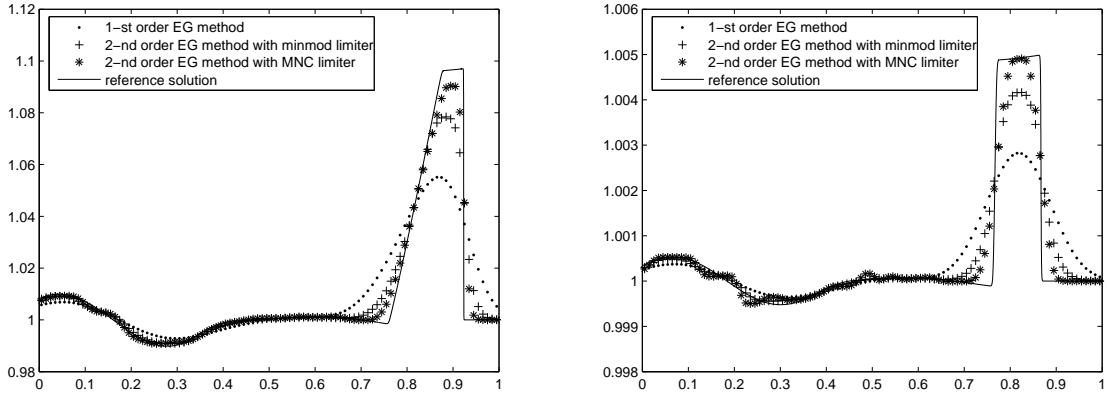 1.12
1.1
1.08
1.06
1.04
1.02
1
0.98
0 0.1 0.2 0.3 0.4 0.5 0.6 0.7 0.8 0.9 1
1−st order EG method
2−nd order EG method with minmod limiter
2−nd order EG method with MNC limiter
reference solution
1.006
1.005
1.004
1.003
1.002
1.001
1
0.999
0.998
0 0.1 0.2 0.3 0.4 0.5 0.6 0.7 0.8 0.9 1
1−st order EG method
2−nd order EG method with minmod limiter
2−nd order EG method with MNC limiter
reference solution